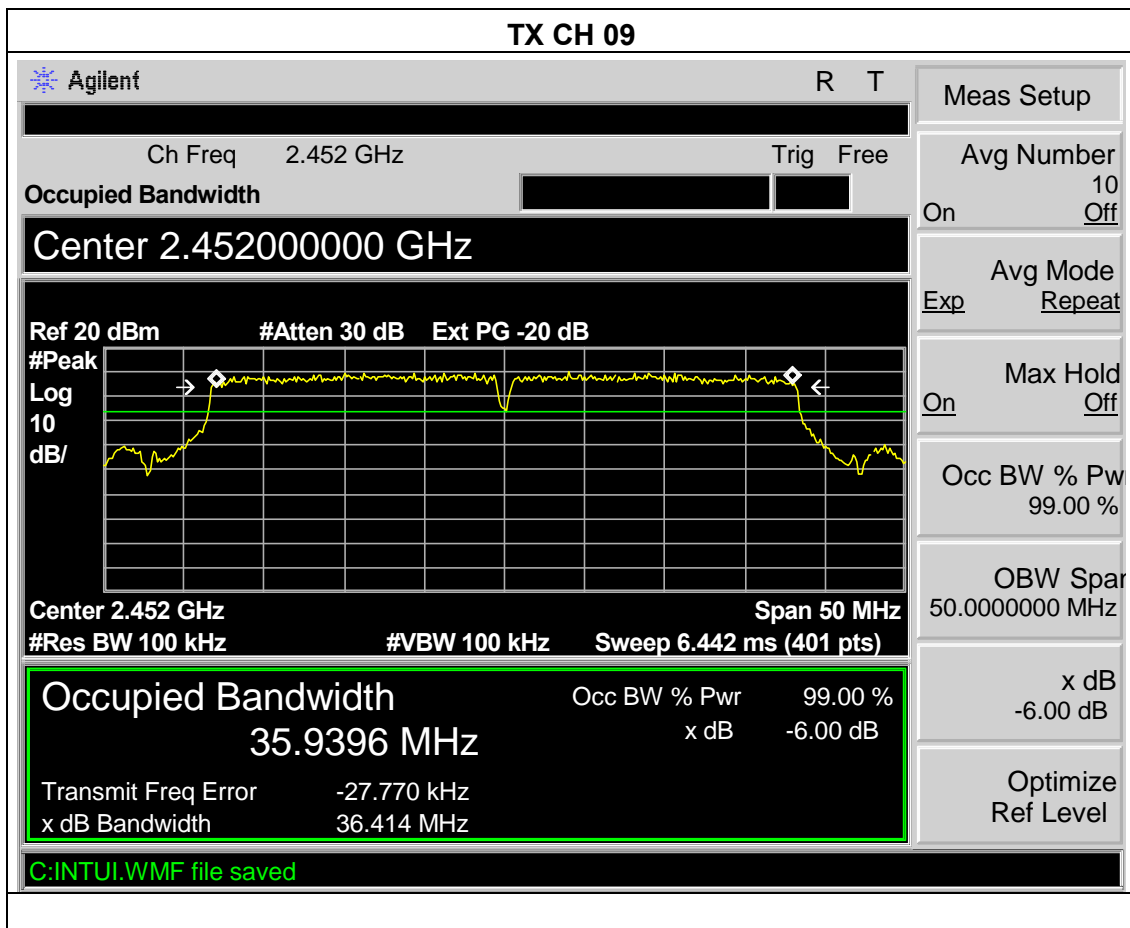 TX CH 09
Agilent R T
Ch Freq 2.452 GHz Trig Free
Occupied Bandwidth
Center 2.452000000 GHz
Ref 20 dBm #Atten 30 dB Ext PG -20 dB
#Peak
Log
10
dB/
Center 2.452 GHz Span 50 MHz
#Res BW 100 kHz #VBW 100 kHz Sweep 6.442 ms (401 pts)
Occupied Bandwidth Occ BW % Pwr 99.00 %
35.9396 MHz x dB -6.00 dB
Transmit Freq Error -27.770 kHz
x dB Bandwidth 36.414 MHz
C:INTUI.WMF file saved
Meas Setup
Avg Number
10
On Off
Avg Mode
Exp Repeat
Max Hold
On Off
Occ BW % Pwr
99.00 %
OBW Span
50.0000000 MHz
x dB
-6.00 dB
Optimize
Ref Level